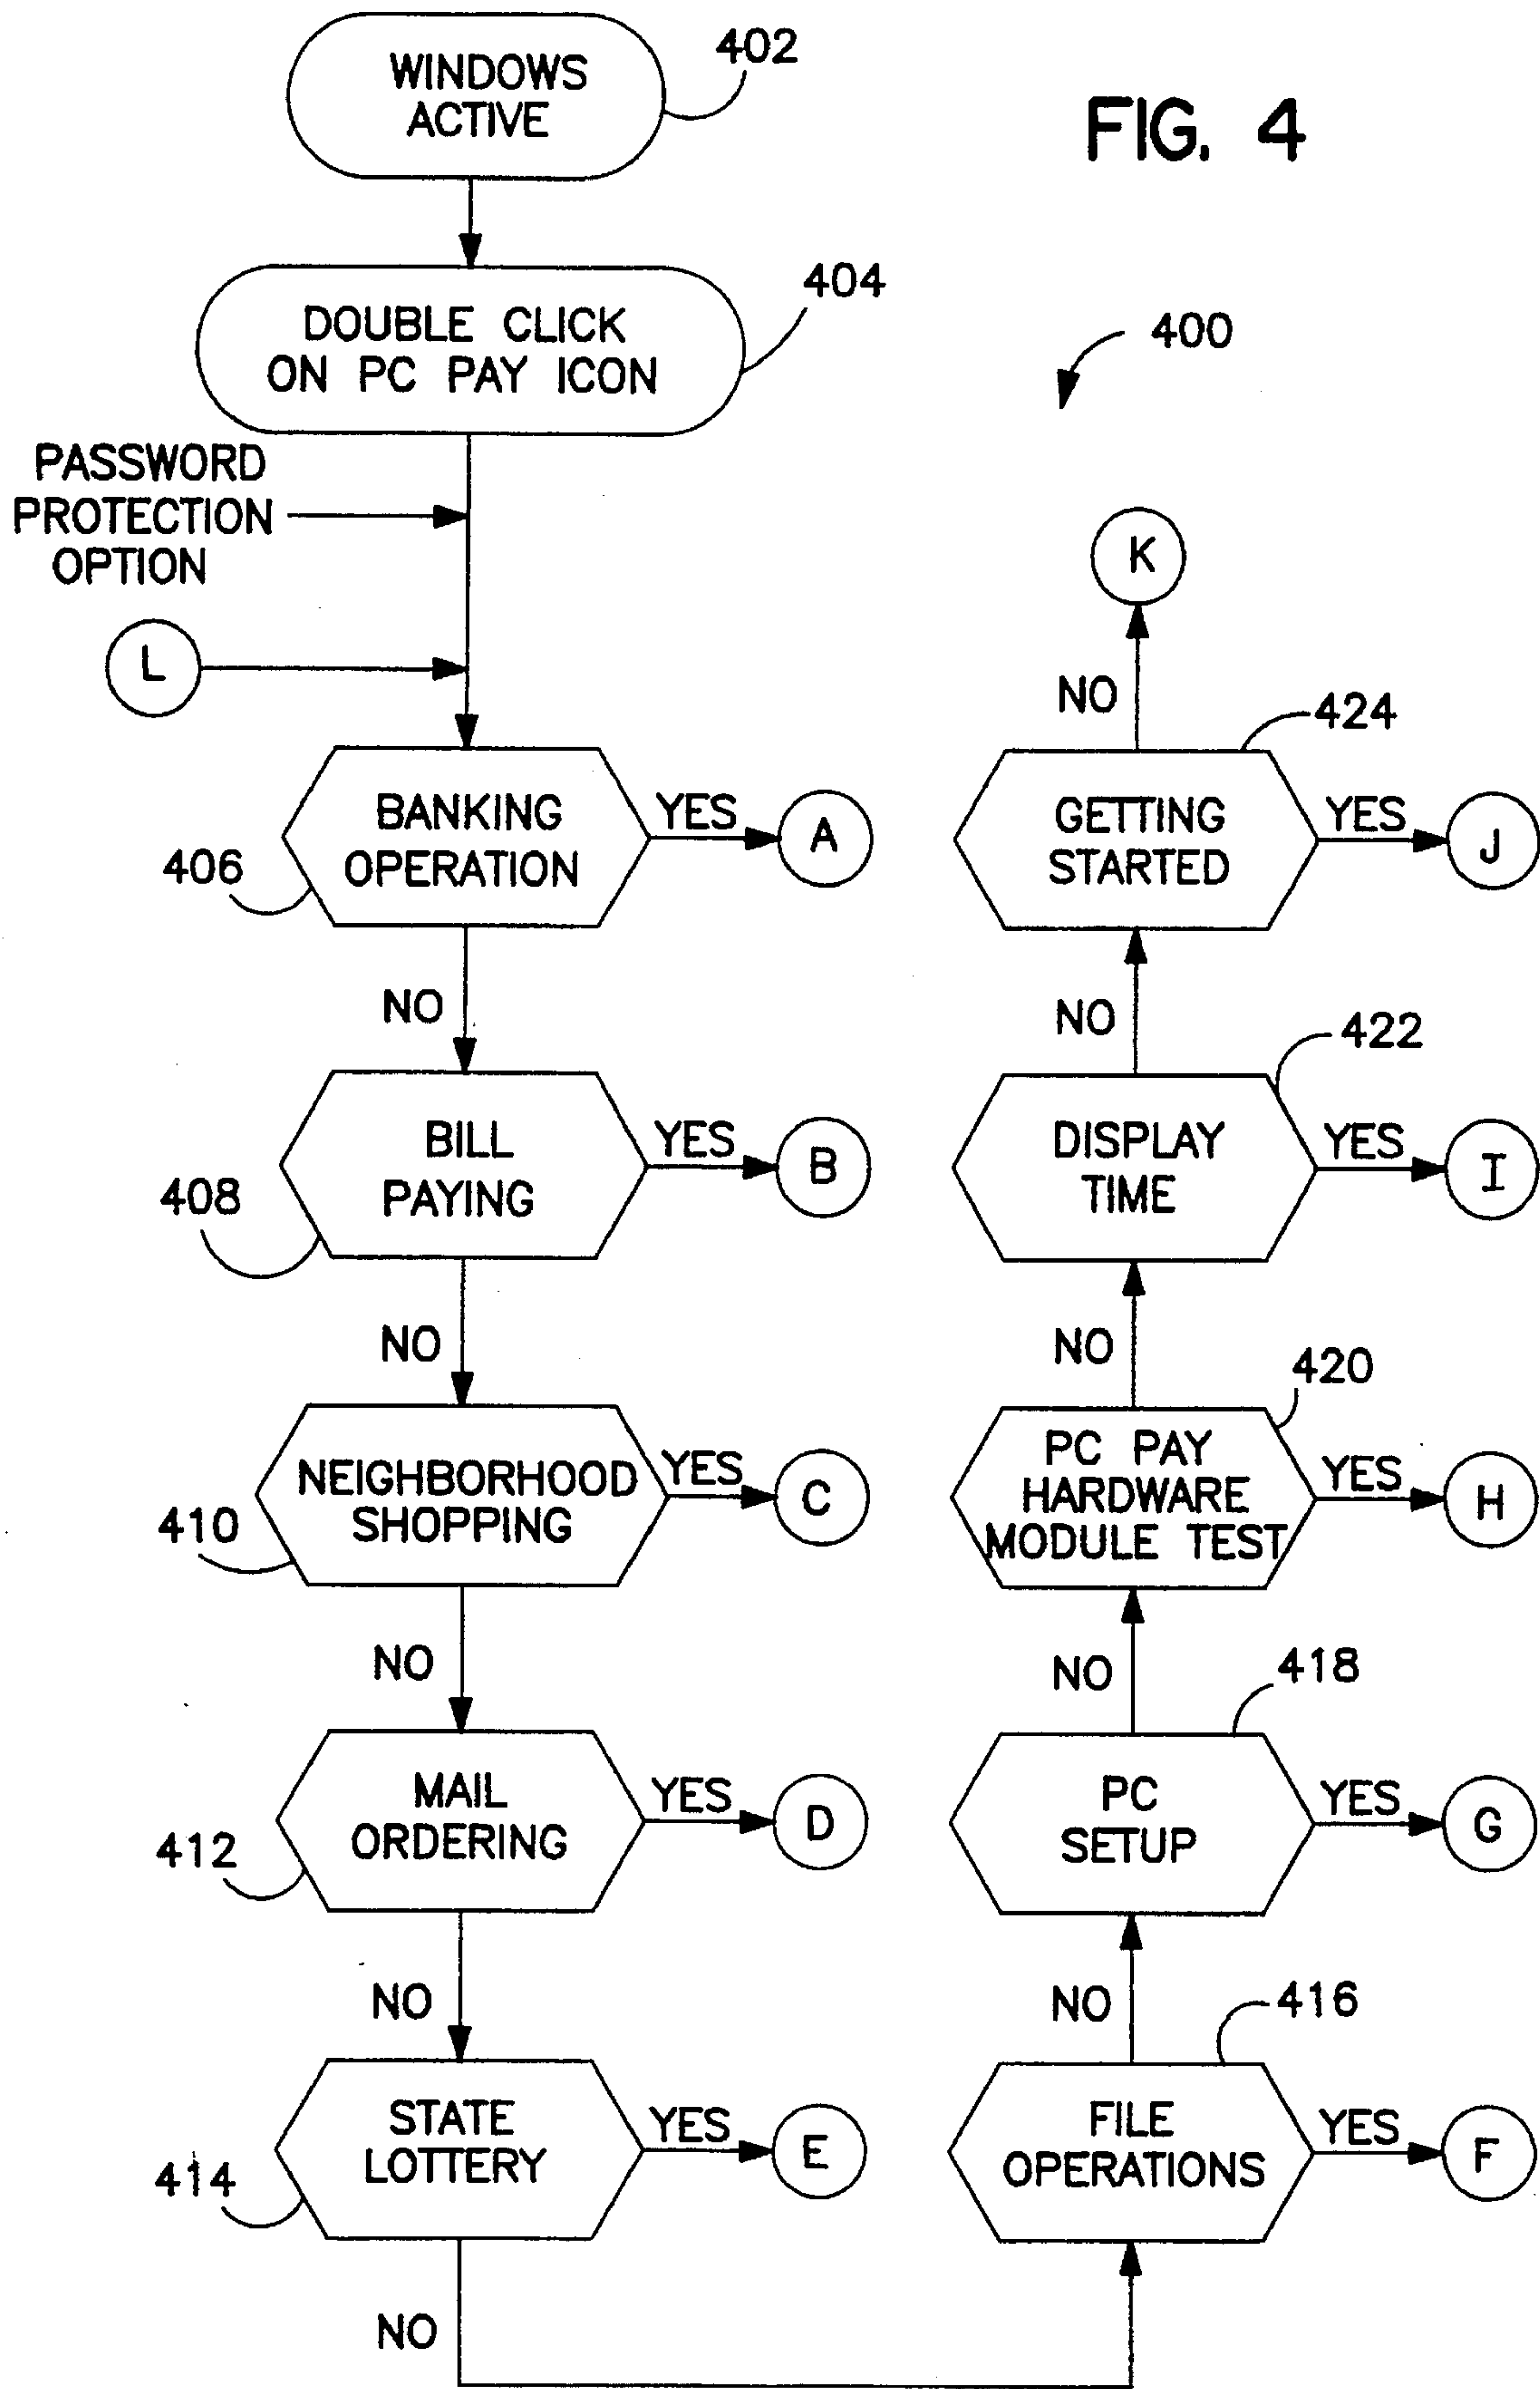 FIG. 4
400
WINDOWS
ACTIVE
402
DOUBLE CLICK
ON PC PAY ICON
404
PASSWORD
PROTECTION
OPTION
L
BANKING
OPERATION
406
YES
A
NO
BILL
PAYING
408
YES
B
NO
NEIGHBORHOOD
SHOPPING
410
YES
C
NO
MAIL
ORDERING
412
YES
D
NO
STATE
LOTTERY
414
YES
E
NO
FILE
OPERATIONS
416
YES
F
NO
PC
SETUP
418
YES
G
NO
PC PAY
HARDWARE
MODULE TEST
420
YES
H
NO
DISPLAY
TIME
422
YES
I
NO
GETTING
STARTED
424
YES
J
NO
K